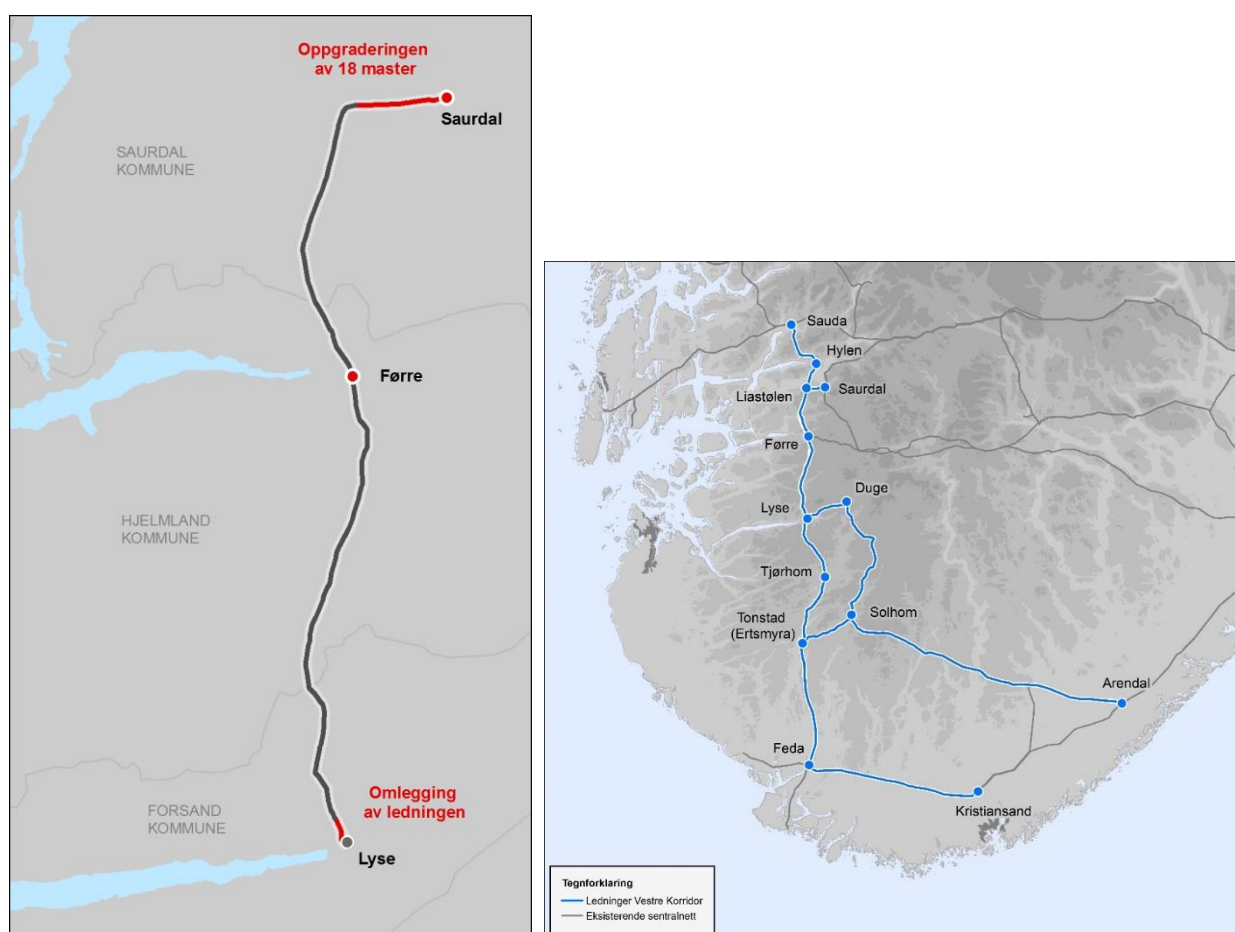 Oppgraderingen
av 18 master
Saurdal
SAURDAL
KOMMUNE
Førre
HJELMLAND
KOMMUNE
Omlegging
av ledningen
FORSAND
KOMMUNE
Lyse
Sauda
Hylen
Saurdal
Liastølen
Førre
Duge
Lyse
Tjørhom
Solhom
Tonstad
(Ertsmyra)
Arendal
Feda
Kristiansand
Tegnforklaring
Ledninger Vestre Korridor
Eksisterende sentralnett